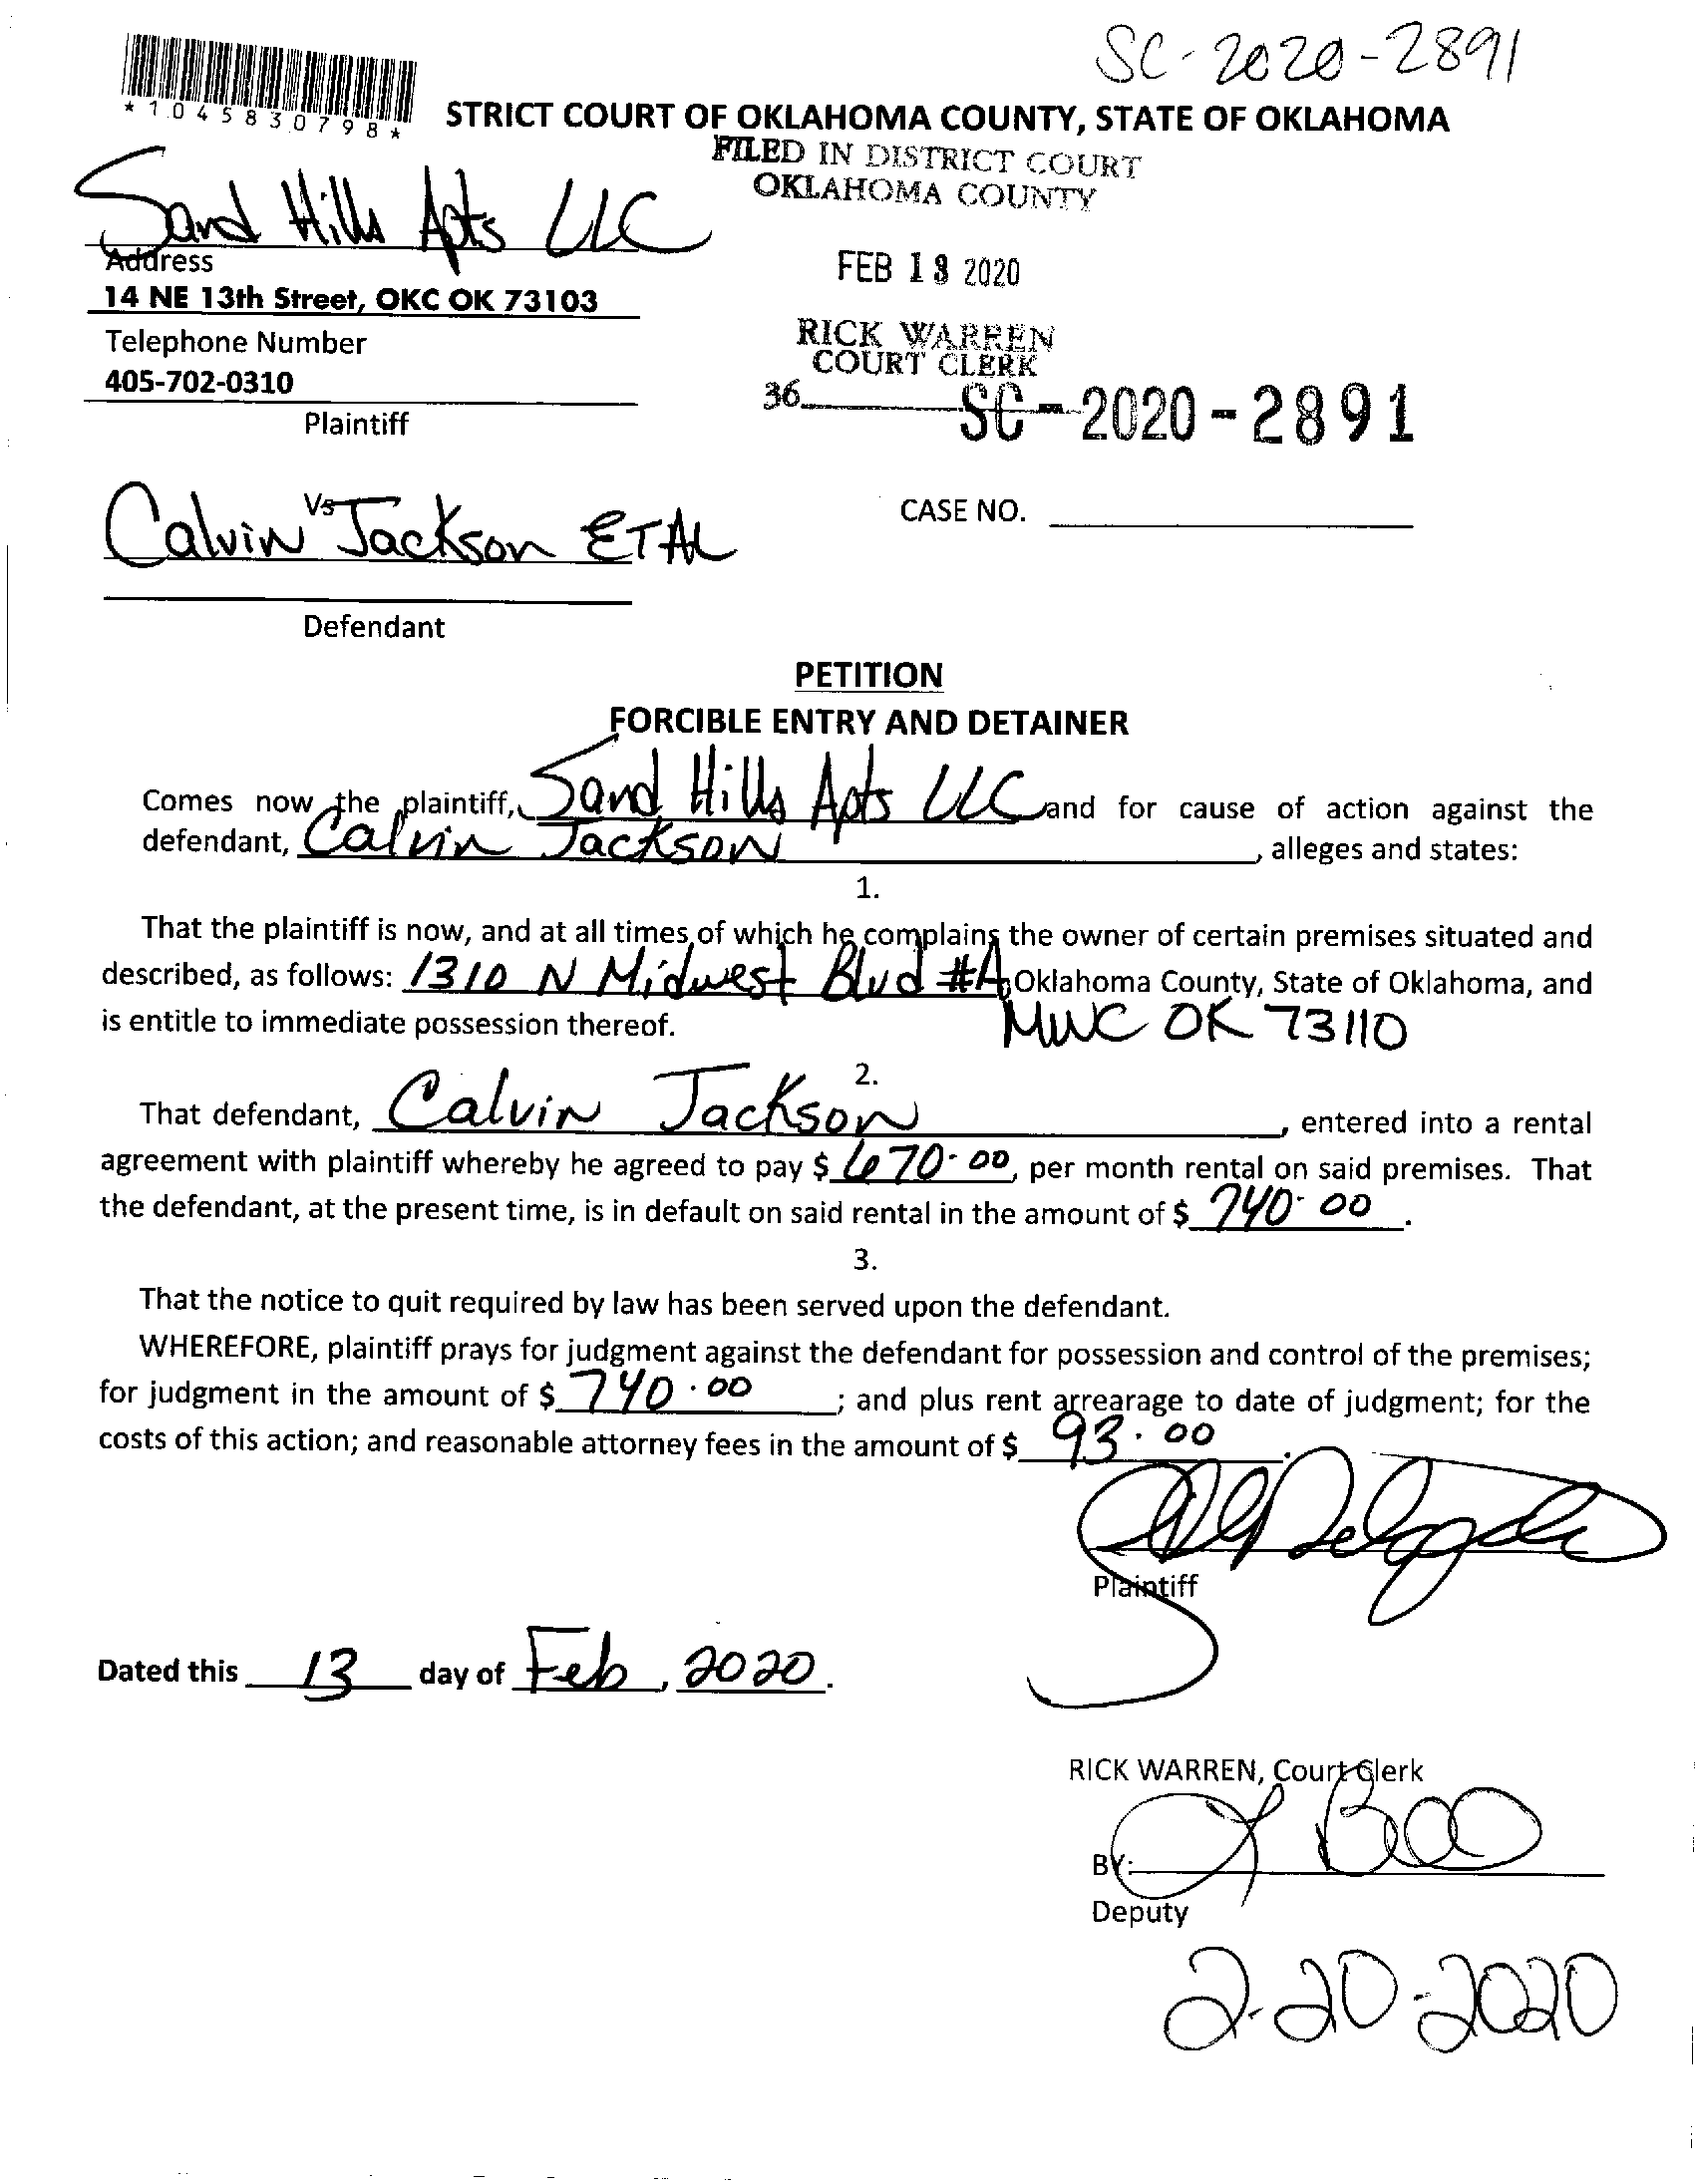 SC-2020-2891
*1045830798*
STRICT COURT OF OKLAHOMA COUNTY, STATE OF OKLAHOMA
FILED IN DISTRICT COURT
OKLAHOMA COUNTY
Sand Hills Apts LLC
Address
14 NE 13th Street, OKC OK 73103
Telephone Number
405-702-0310
Plaintiff
FEB 2020
RICK WARREN
COURT CLERK
36
SC-2020-2891
Vs
Calvin Jackson ETAL
CASE NO.
Defendant
PETITION
FORCIBLE ENTRY AND DETAINER
Comes now the plaintiff, Sand Hills Apts LLC and for cause of action against the
defendant, Calvin Jackson, alleges and states:
1.
That the plaintiff is now, and at all times of which he complains the owner of certain premises situated and
described, as follows: 1310 N Midwest Blvd #A, Oklahoma County, State of Oklahoma, and
is entitle to immediate possession thereof. MWC OK 73110
2.
That defendant, Calvin Jackson, entered into a rental
agreement with plaintiff whereby he agreed to pay $ 670.00, per month rental on said premises. That
the defendant, at the present time, is in default on said rental in the amount of $ 740.00.
3.
That the notice to quit required by law has been served upon the defendant.
WHEREFORE, plaintiff prays for judgment against the defendant for possession and control of the premises;
for judgment in the amount of $ 740.00; and plus rent arrearage to date of judgment; for the
costs of this action; and reasonable attorney fees in the amount of $ 93.00.
Plaintiff
Dated this 13 day of Feb, 2020.
RICK WARREN, Court Clerk
BY:
Deputy
2-20-2020